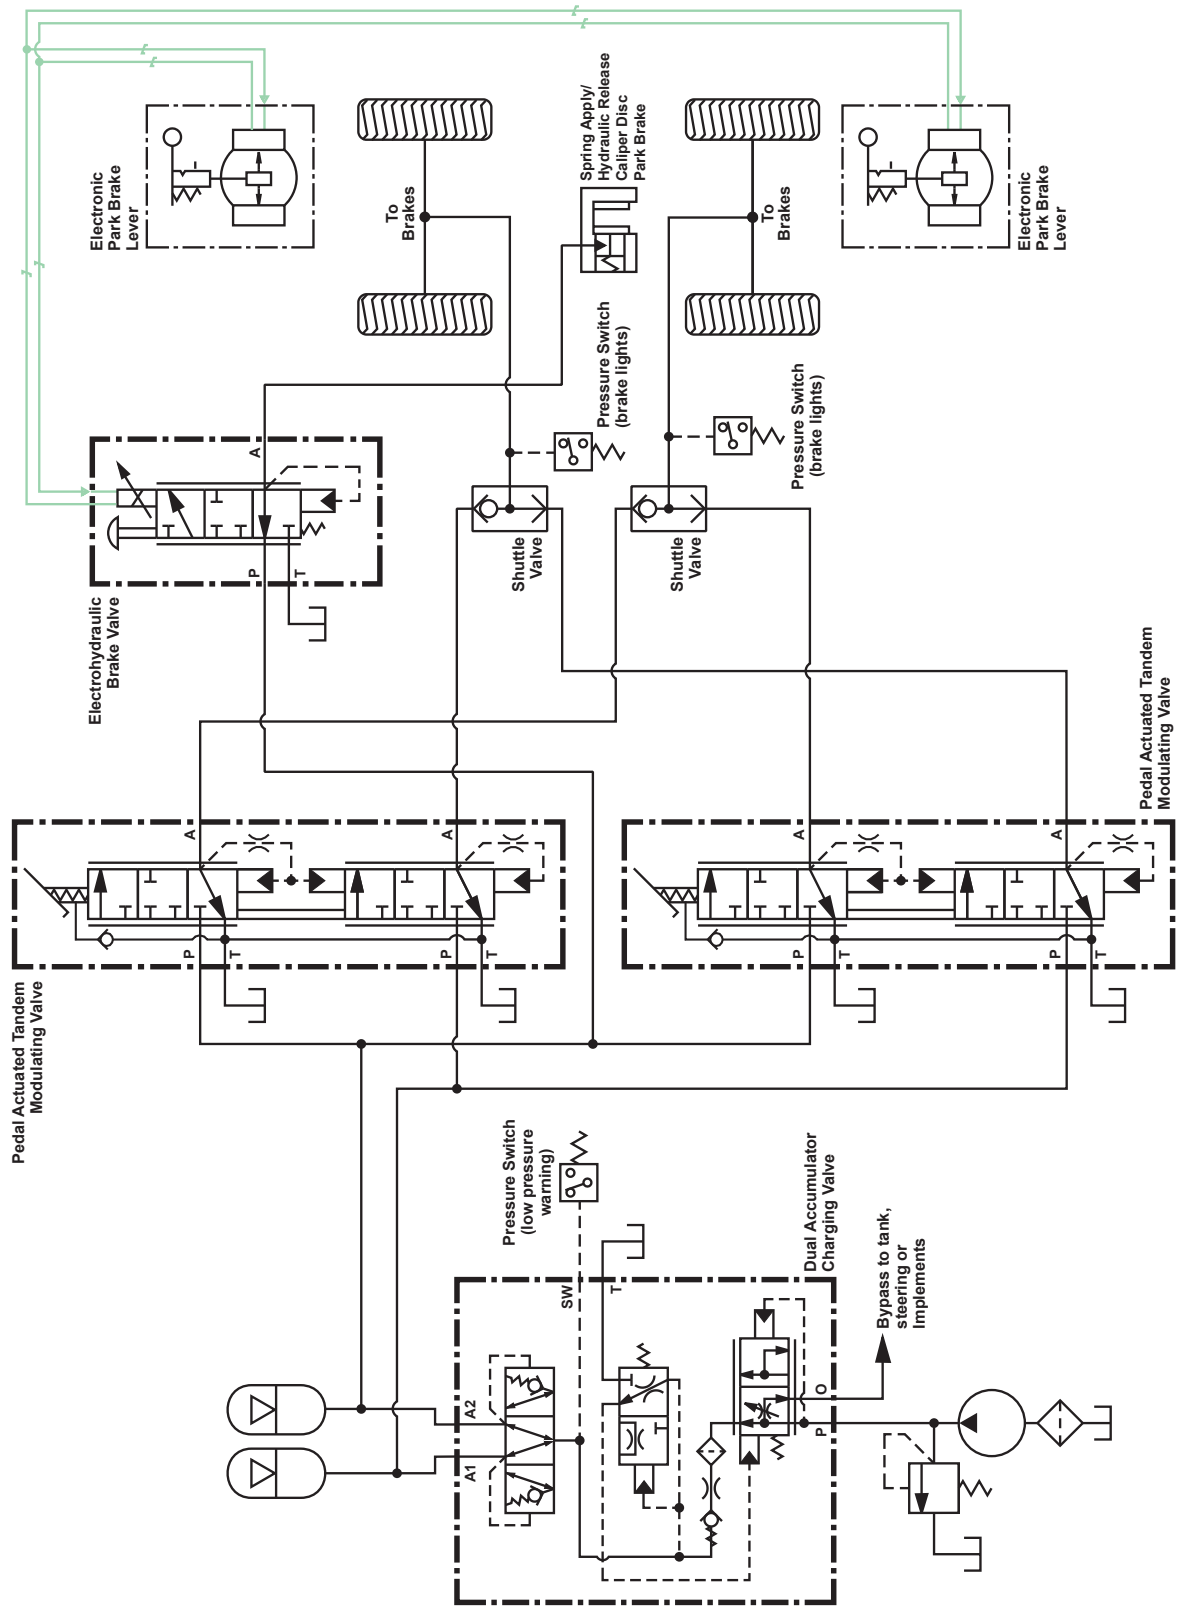 Electronic
Park Brake
Lever
To
Brakes
Spring Apply/
Hydraulic Release
Caliper Disc
Park Brake
To
Brakes
Electronic
Park Brake
Lever
Pressure Switch
(brake lights)
Pressure Switch
(brake lights)
A
P
T
Electrohydraulic
Brake Valve
Shuttle
Valve
Shuttle
Valve
Pedal Actuated Tandem
Modulating Valve
A
A
P
T
P
T
A
A
P
T
P
T
Pedal Actuated Tandem
Modulating Valve
Pressure Switch
(low pressure
warning)
Dual Accumulator
Charging Valve
Bypass to tank,
steering or
Implements
SW
T
A2
A1
O
P